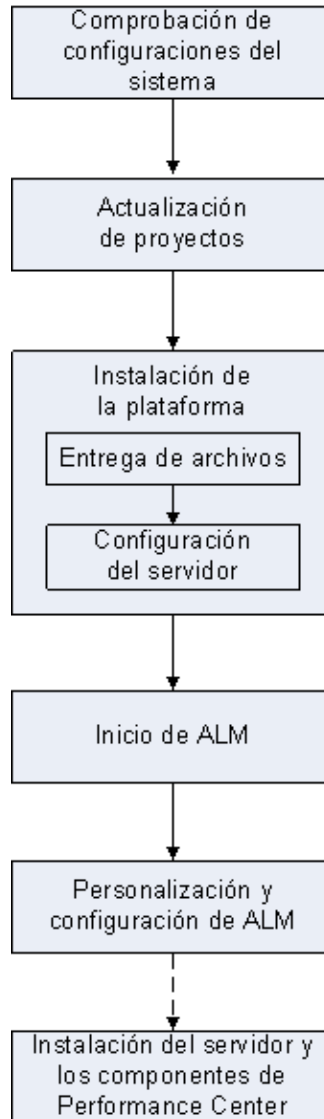 Comprobación de
configuraciones del
sistema
Actualización
de proyectos
Instalación de
la plataforma
Entrega de archivos
Configuración
del servidor
Inicio de ALM
Personalización y
configuración de ALM
Instalación del servidor y
los componentes de
Performance Center